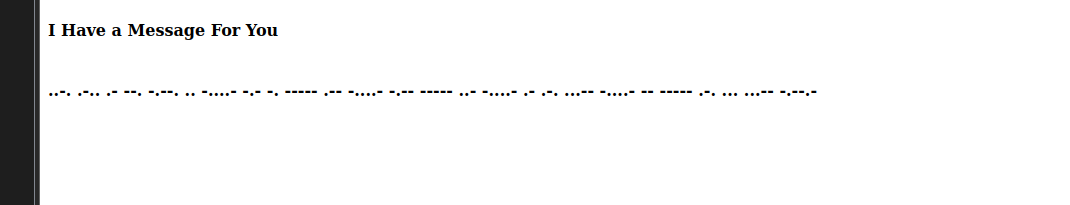 I Have a Message For You
..-. .-.. .- --. -.--. .. -....- -.- -. ----- .-- -....- -.-- ----- ..- -....- .- .-. ...-- -....- -- ----- .-. ... ...-- -.--.-